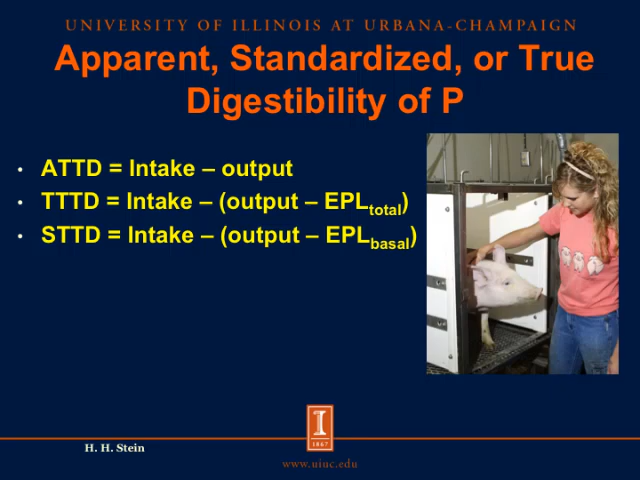 UNIVERSITY OF ILLINOIS AT URBANA-CHAMPAIGN
Apparent, Standardized, or True
Digestibility of P
• ATTD = Intake – output
• TTTD = Intake – (output – EPLtotal)
• STTD = Intake – (output – EPLbasal)
I
1867
H. H. Stein
www.uiuc.edu